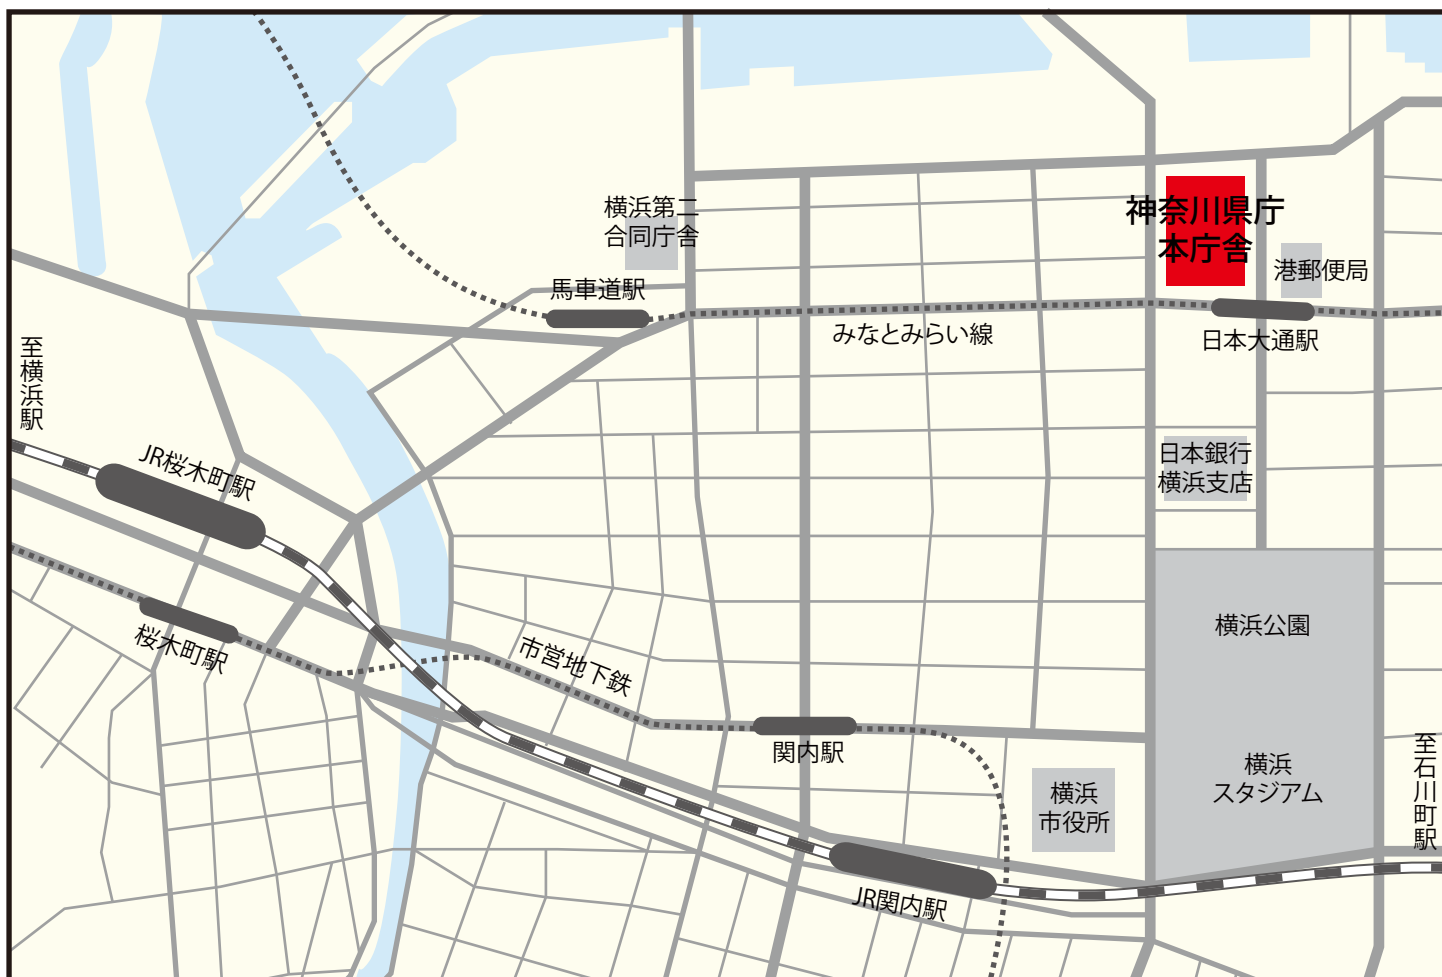 横浜第二
合同庁舎
神奈川県庁
本庁舎
港郵便局
馬車道駅
みなとみらい線
日本大通駅
至横浜駅
JR桜木町駅
日本銀行
横浜支店
桜木町駅
市営地下鉄
横浜公園
関内駅
横浜
スタジアム
至石川町駅
横浜
市役所
JR関内駅